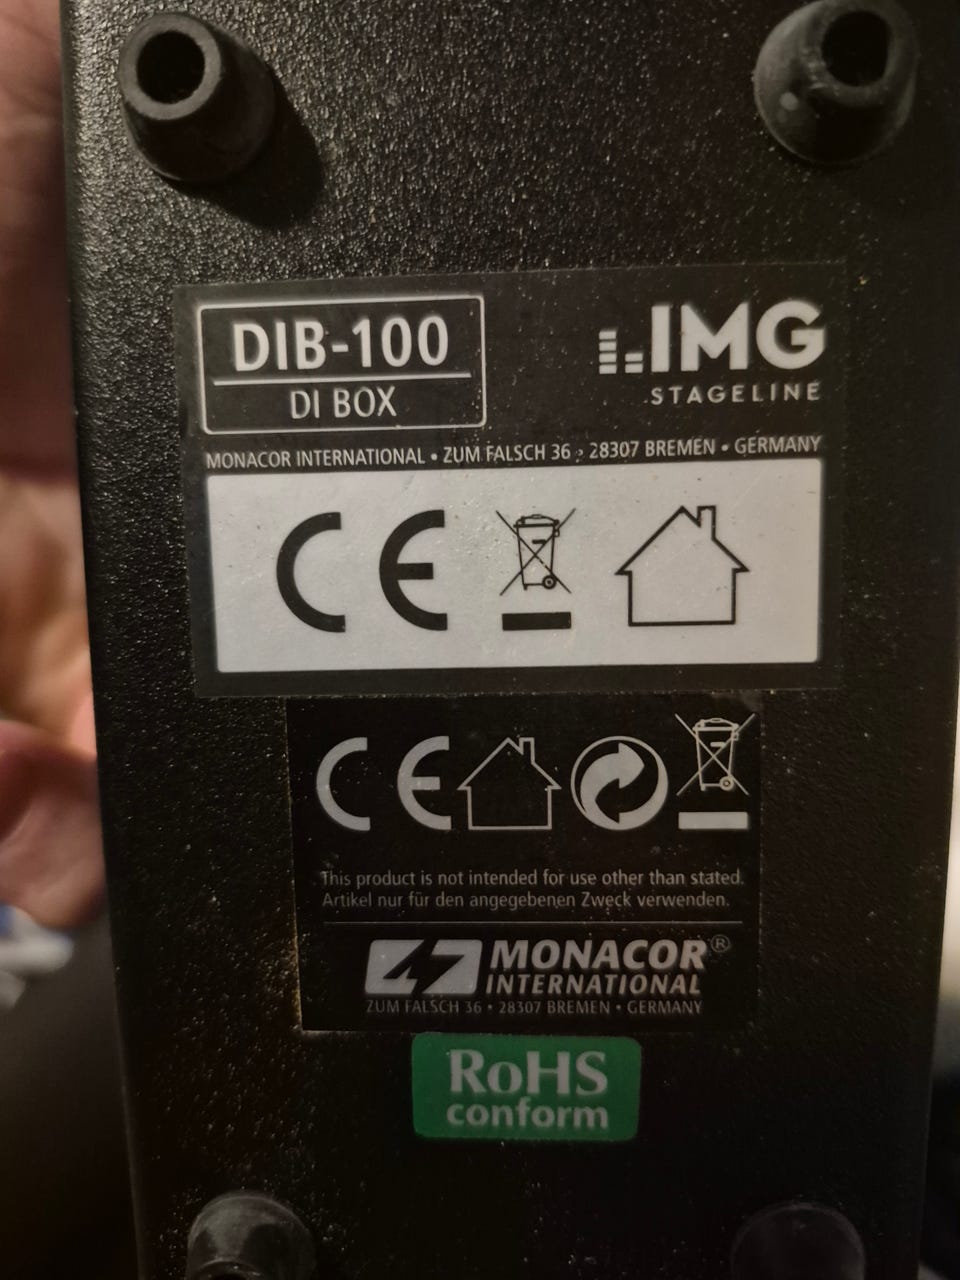 DIB-100
DI BOX
IMG
STAGELINE
MONACOR INTERNATIONAL • ZUM FALSCH 36 • 28307 BREMEN • GERMANY
CE
CE
This product is not intended for use other than stated.
Artikel nur für den angegebenen Zweck verwenden.
MONACOR®
INTERNATIONAL
ZUM FALSCH 36 • 28307 BREMEN • GERMANY
RoHS
conform